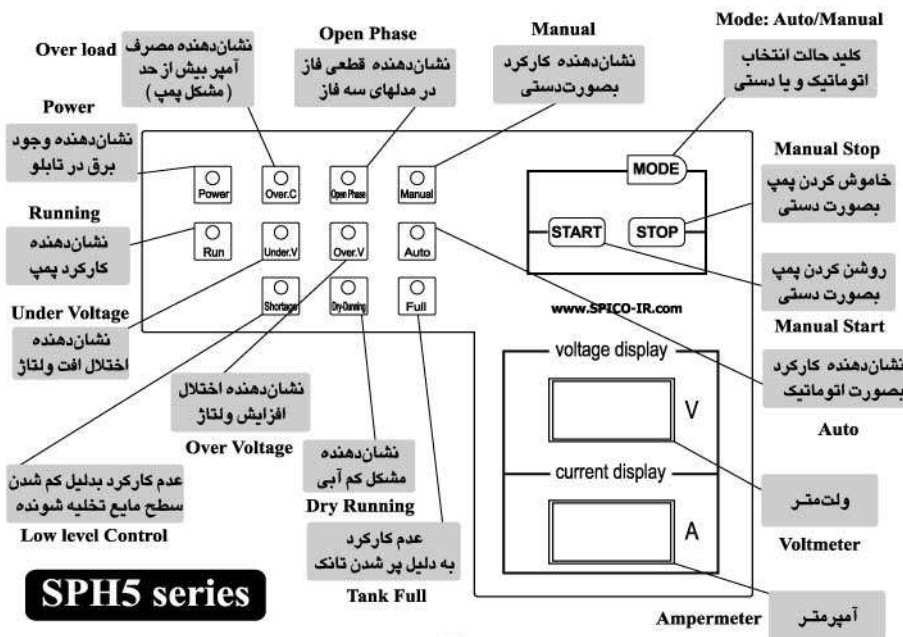 Over load
نشان‌دهنده مصرف
آمپر بیش از حد
( مشکل پمپ )
Open Phase
نشان‌دهنده قطعی فاز
در مدلهای سه فاز
Manual
نشان‌دهنده کارکرد
بصورت‌دستی
Mode: Auto/Manual
کلید حالت انتخاب
اتوماتیک و یا دستی
Power
نشان‌دهنده وجود
برق در تابلو
Running
نشان‌دهنده
کارکرد پمپ
Under Voltage
نشان‌دهنده
اختلال افت ولتاژ
Power
Over.C
Open Phase
Manual
Run
Under.V
Over.V
Auto
Shortage
Dry-Dunning
Full
MODE
START
STOP
www.SPICO-IR.com
Manual Stop
خاموش کردن پمپ
بصورت دستی
روشن کردن پمپ
بصورت دستی
Manual Start
نشان‌دهنده کارکرد
بصورت اتوماتیک
Auto
voltage display
V
current display
A
نشان‌دهنده اختلال
افزایش ولتاژ
Over Voltage
نشان‌دهنده
مشکل کم آبی
Dry Running
عدم کارکرد بدلیل کم شدن
سطح مایع تخلیه شونده
Low level Control
عدم کارکرد
به دلیل پر شدن تانک
Tank Full
ولت‌متر
Voltmeter
آمپرمتر
Ampermeter
SPH5 series